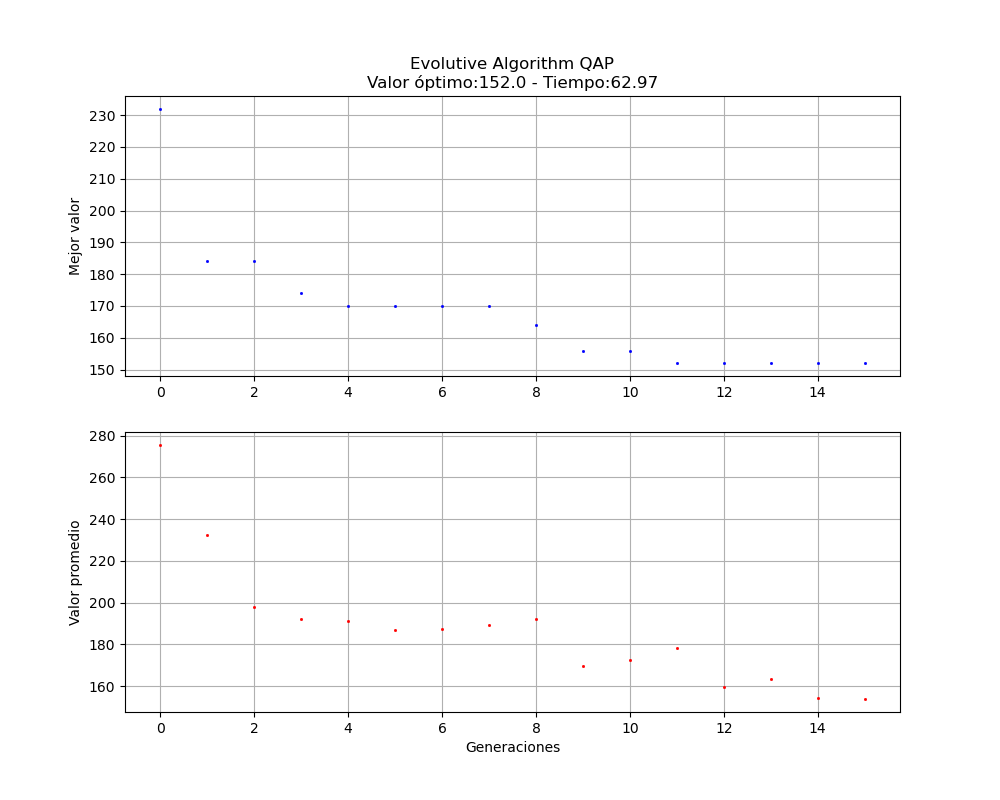 Evolutive Algorithm QAP
Valor óptimo:152.0 - Tiempo:62.97
Mejor valor
230
220
210
200
190
180
170
160
150
0 2 4 6 8 10 12 14
Valor promedio
280
260
240
220
200
180
160
0 2 4 6 8 10 12 14
Generaciones